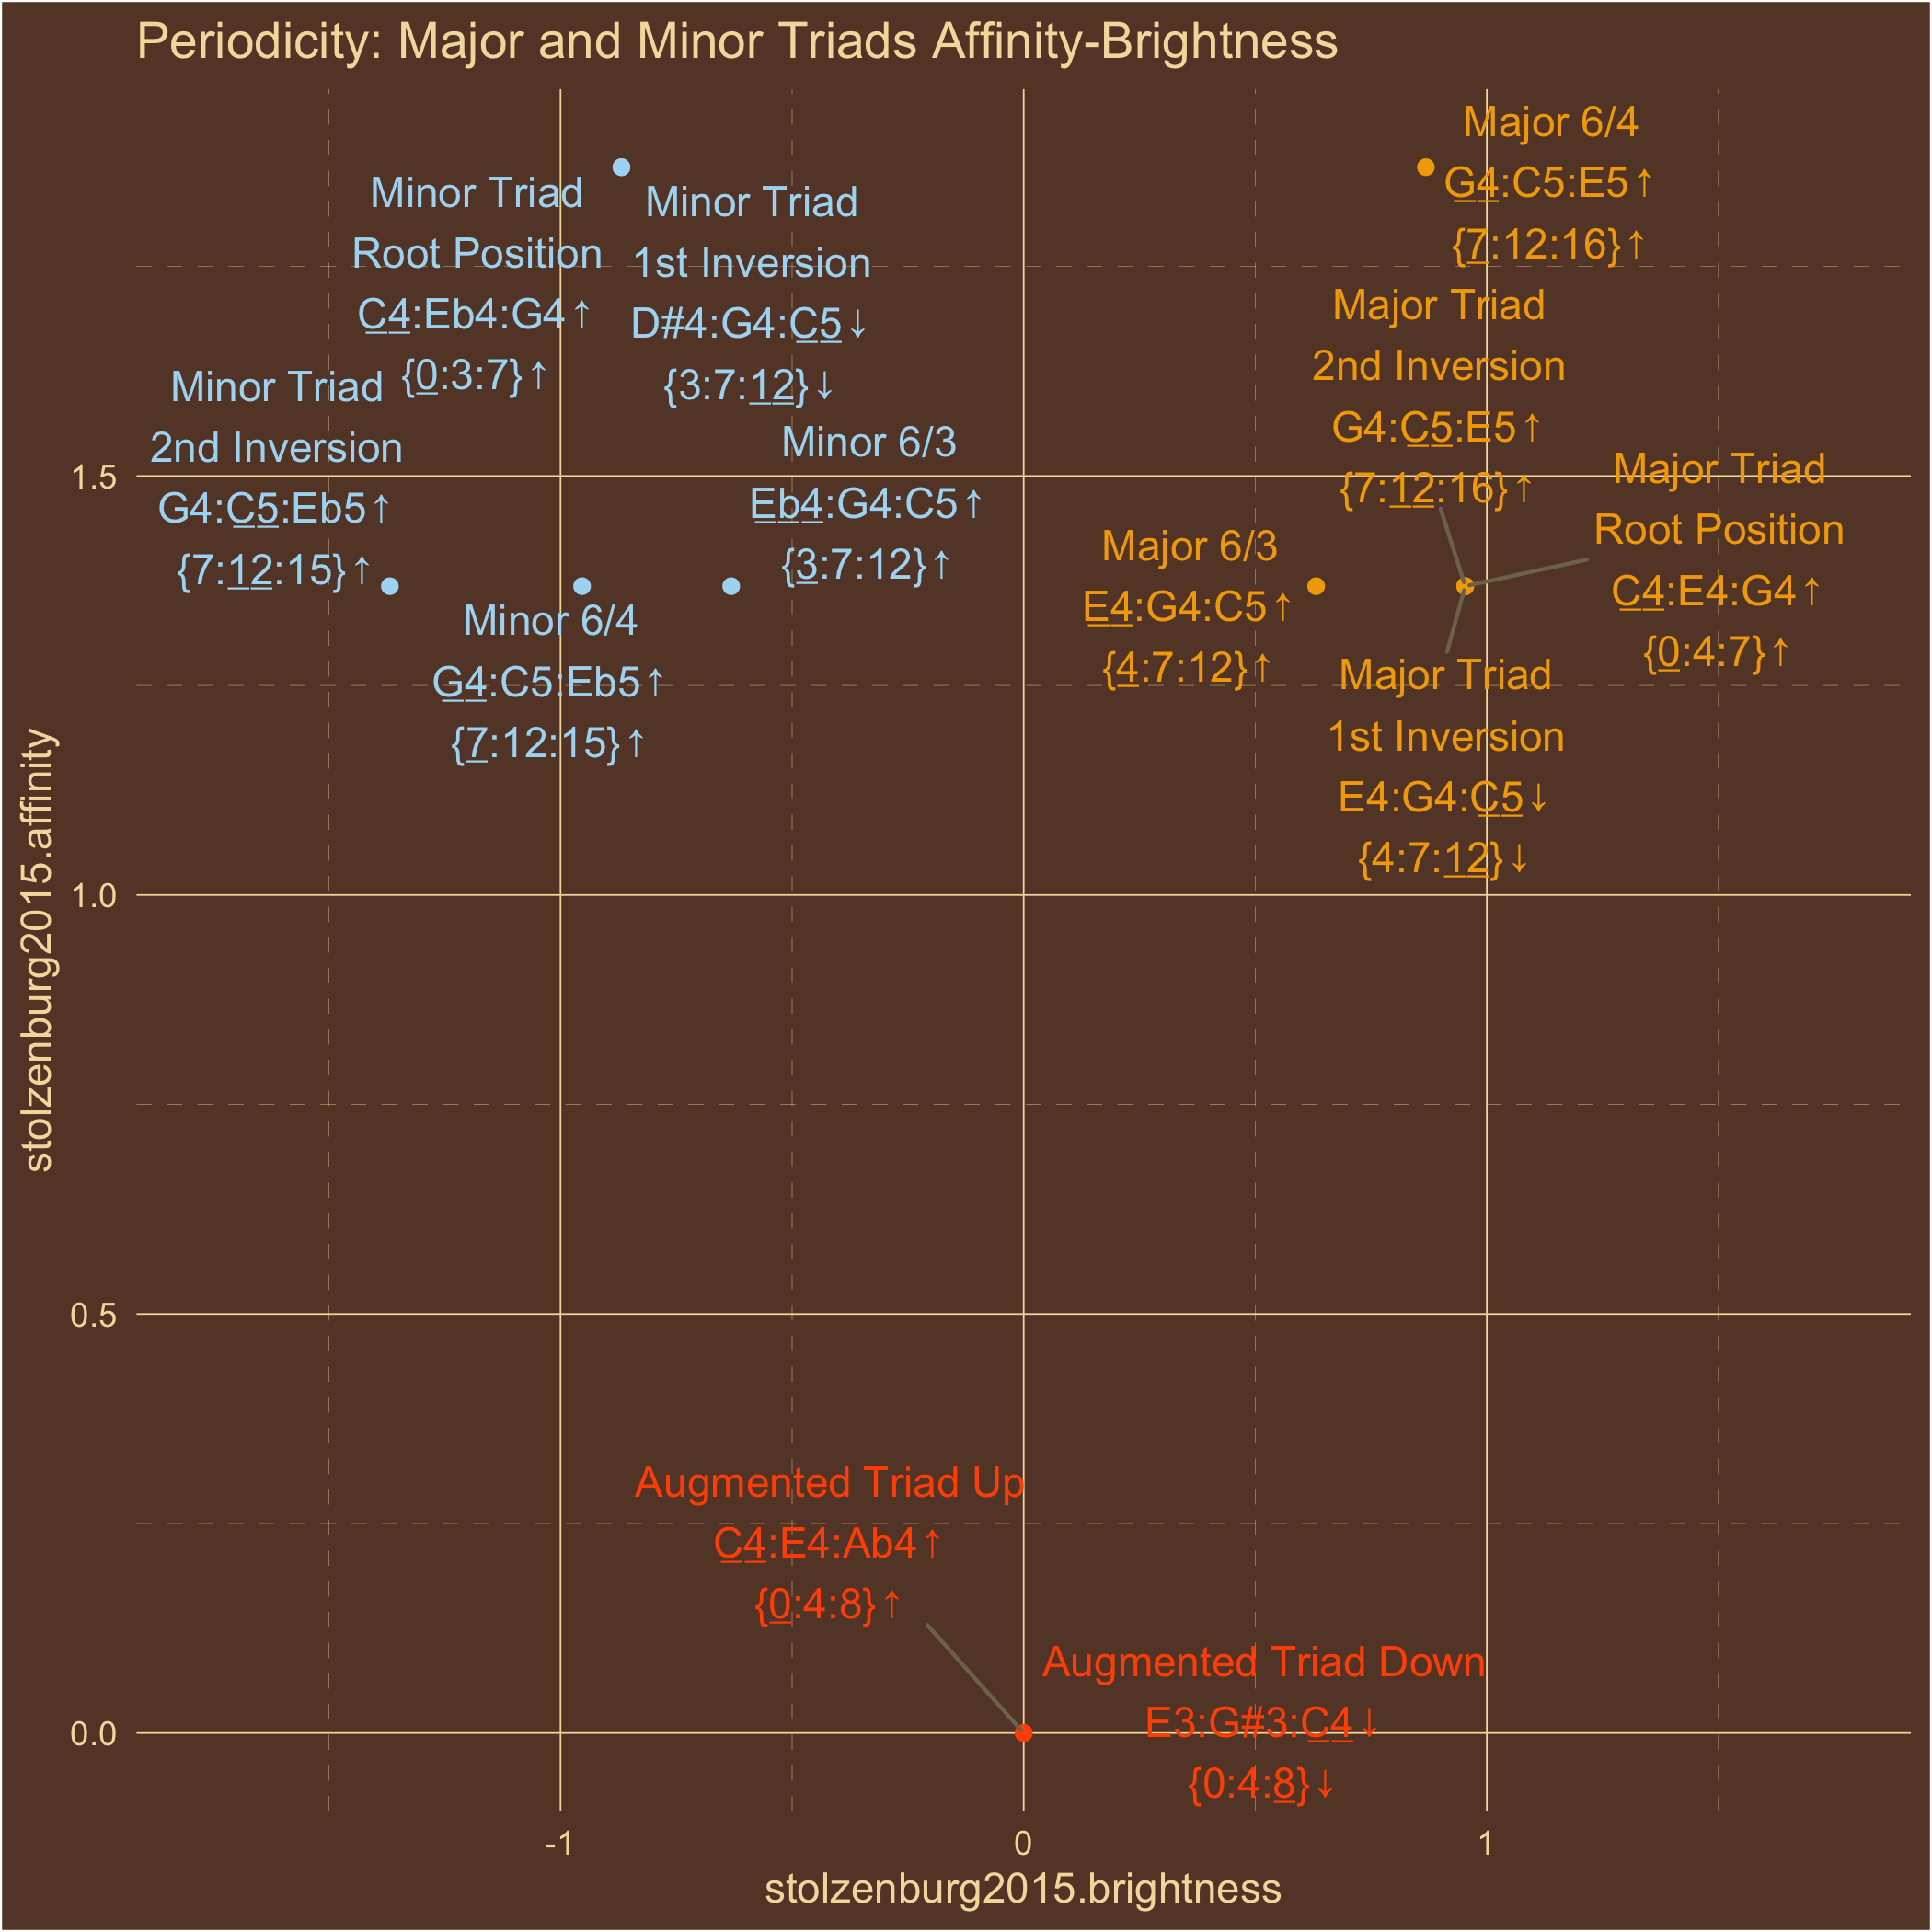 Periodicity: Major and Minor Triads Affinity-Brightness
Major 6/4
G4:C5:E5↑
{7:12:16}↑
Minor Triad
Root Position
C4:Eb4:G4↑
{0:3:7}↑
Minor Triad
1st Inversion
D#4:G4:C5↓
{3:7:12}↓
Major Triad
2nd Inversion
G4:C5:E5↑
{7:12:16}↑
Minor Triad
2nd Inversion
G4:C5:Eb5↑
{7:12:15}↑
Minor 6/3
Eb4:G4:C5↑
{3:7:12}↑
Major Triad
Root Position
C4:E4:G4↑
{0:4:7}↑
Major 6/3
E4:G4:C5↑
{4:7:12}↑
Minor 6/4
G4:C5:Eb5↑
{7:12:15}↑
Major Triad
1st Inversion
E4:G4:C5↓
{4:7:12}↓
Augmented Triad Up
C4:E4:Ab4↑
{0:4:8}↑
Augmented Triad Down
E3:G#3:C4↓
{0:4:8}↓
1.5
1.0
0.5
0.0
stolzenburg2015.affinity
-1
0
1
stolzenburg2015.brightness